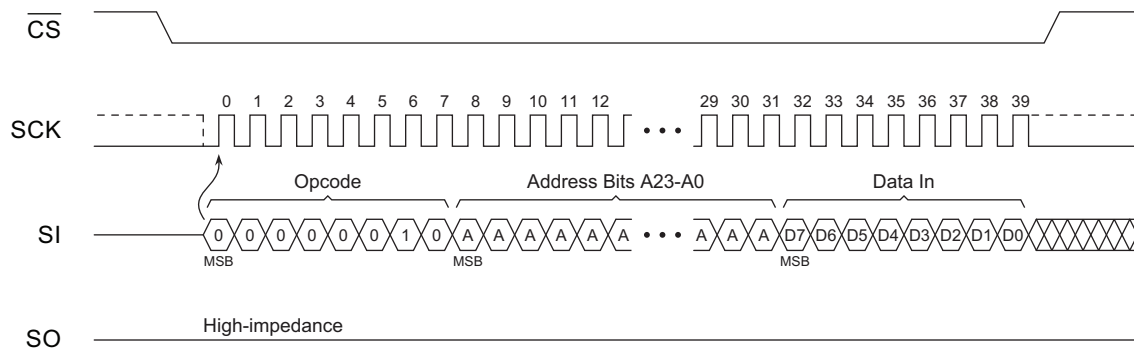 CS
0 1 2 3 4 5 6 7 8 9 10 11 12 29 30 31 32 33 34 35 36 37 38 39
SCK
Opcode Address Bits A23-A0 Data In
SI 0 0 0 0 0 0 1 0 A A A A A A A A A D7 D6 D5 D4 D3 D2 D1 D0
MSB MSB MSB
High-impedance
SO